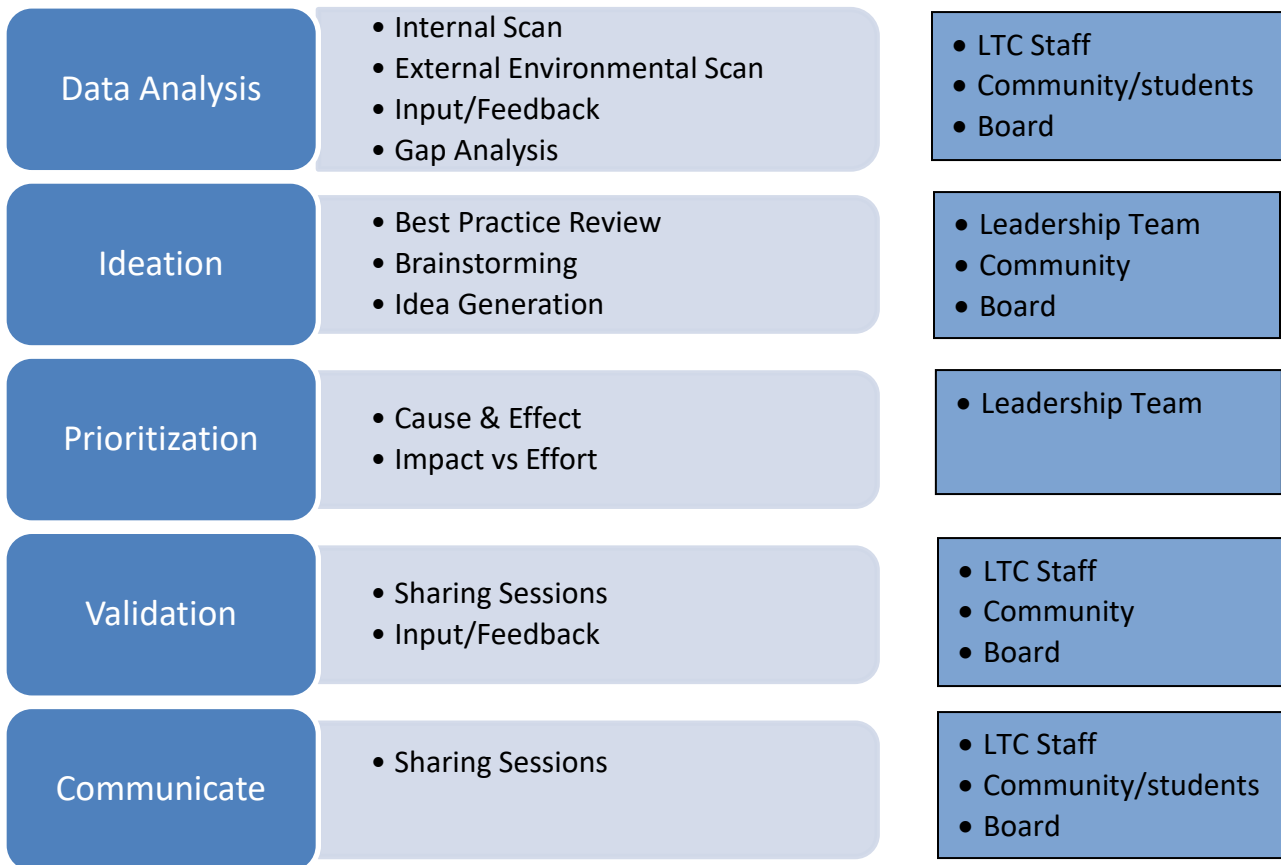 Data Analysis
• Internal Scan
• External Environmental Scan
• Input/Feedback
• Gap Analysis
• LTC Staff
• Community/students
• Board
Ideation
• Best Practice Review
• Brainstorming
• Idea Generation
• Leadership Team
• Community
• Board
Prioritization
• Cause & Effect
• Impact vs Effort
• Leadership Team
Validation
• Sharing Sessions
• Input/Feedback
• LTC Staff
• Community
• Board
Communicate
• Sharing Sessions
• LTC Staff
• Community/students
• Board